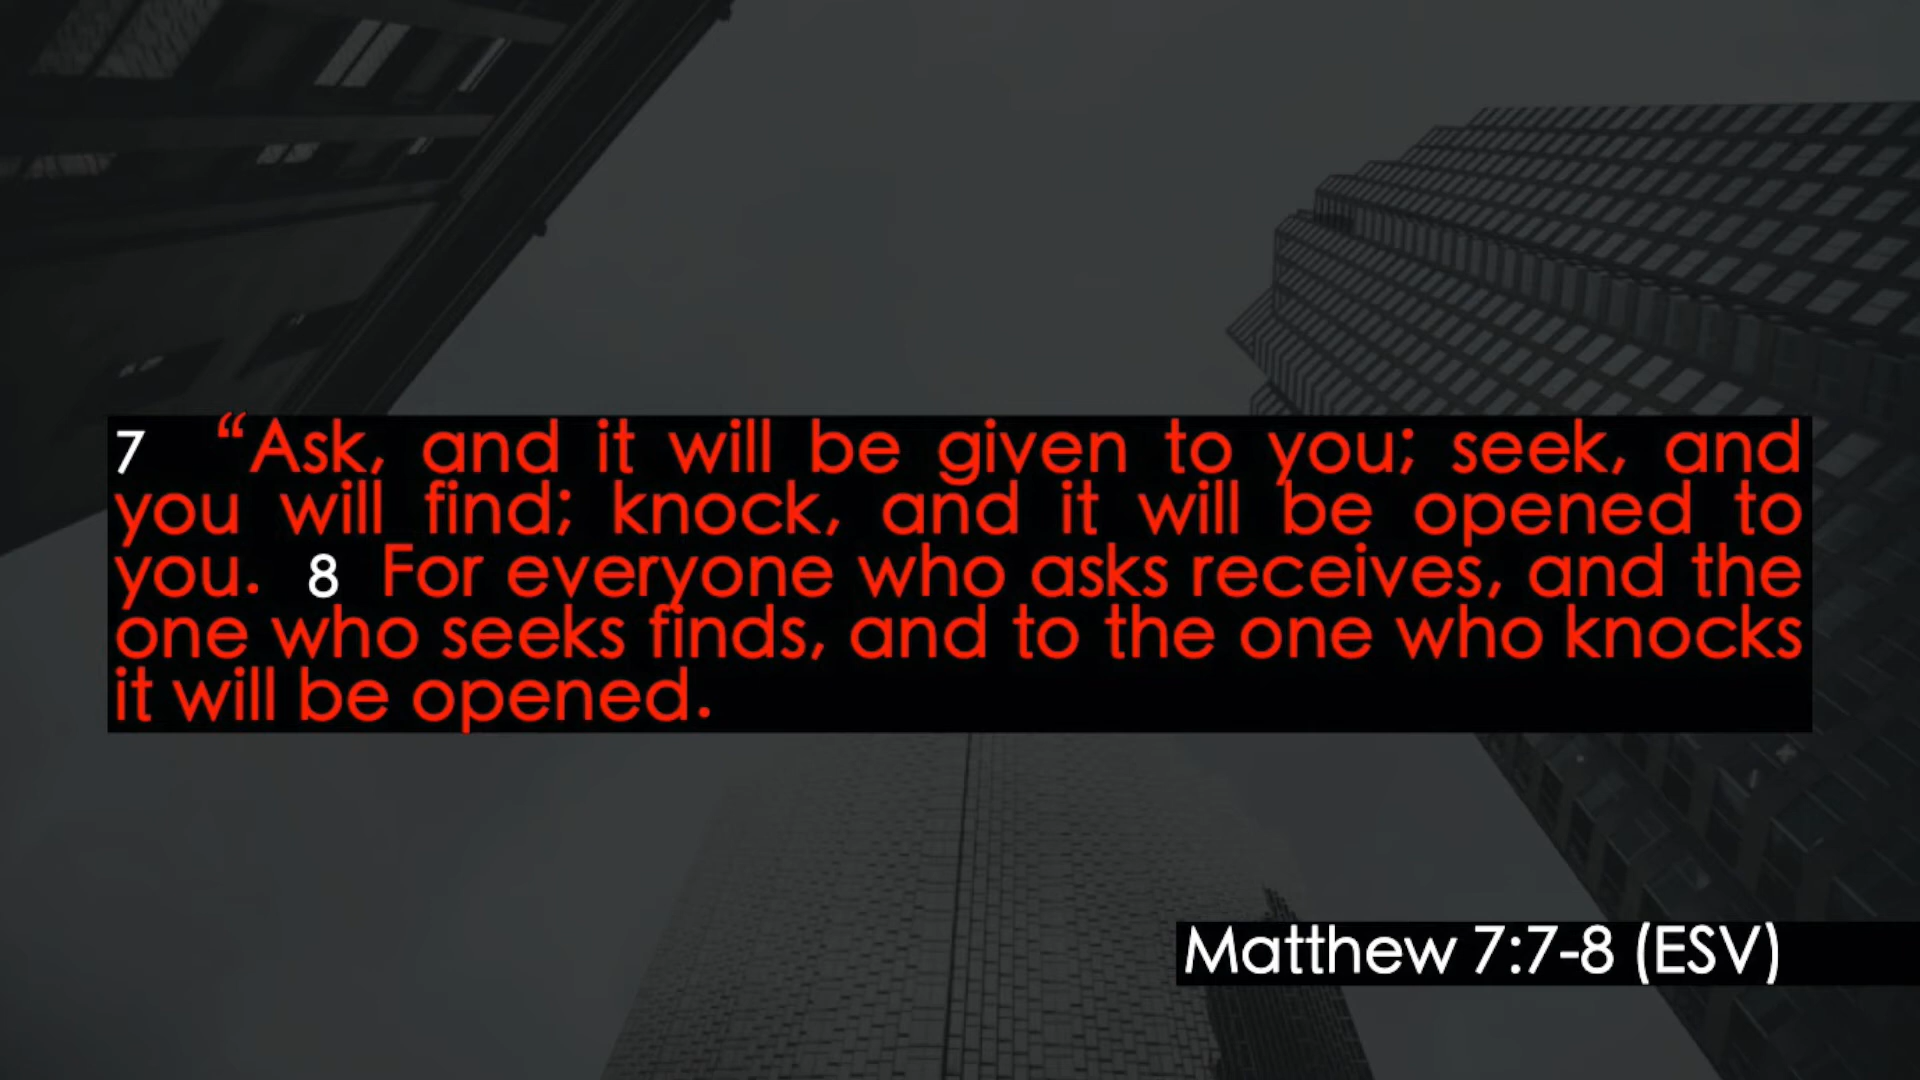 7 “Ask, and it will be given to you; seek, and
you will find; knock, and it will be opened to
you. 8 For everyone who asks receives, and the
one who seeks finds, and to the one who knocks
it will be opened.
Matthew 7:7-8 (ESV)